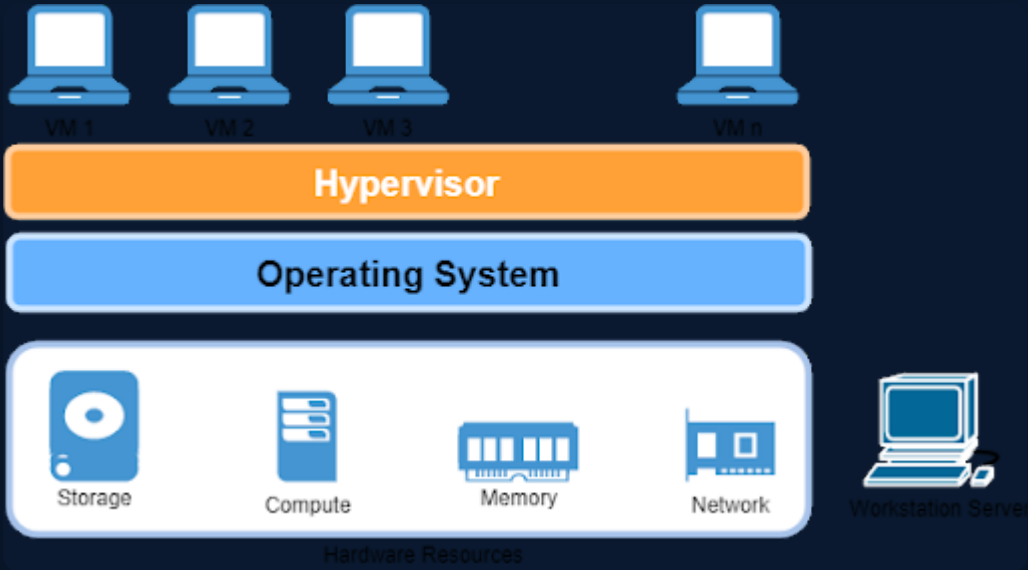 VM 1
VM 2
VM 3
VM n
Hypervisor
Operating System
Storage
Compute
Memory
Network
Workstation Server
Hardware Resources